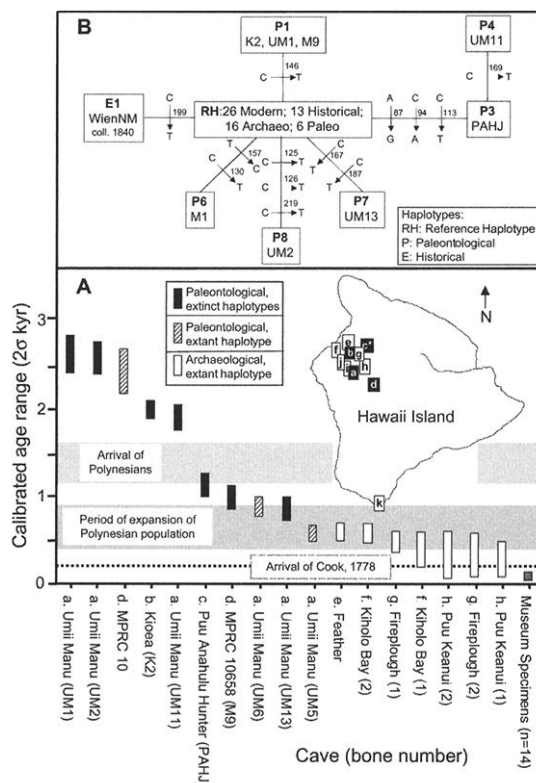 B
P1
K2, UM1, M9
P4
UM11
C T 146
C T 169
E1
WienNM
coll. 1840
C
199
T
RH:26 Modern; 13 Historical;
16 Archaeo; 6 Paleo
A C C
87 94 113
G A T
P3
PAHJ
C 130 T
T 157 C
C 125 T
C 126 T
C 219 T
T 167 C
C 187 T
P6
M1
P8
UM2
P7
UM13
Haplotypes:
RH: Reference Haplotype
P: Paleontological
E: Historical
A
Calibrated age range (2σ kyr)
3
2
1
0
Paleontological,
extinct haplotypes
Paleontological,
extant haplotype
Archaeological,
extant haplotype
N
Hawaii Island
e
f
b
g
j
i
h
a
d
k
Arrival of
Polynesians
Period of expansion of
Polynesian population
Arrival of Cook, 1778
a. Umii Manu (UM1)
a. Umii Manu (UM2)
d. MPRC 10
b. Kioea (K2)
a. Umii Manu (UM11)
c. Puu Anahulu Hunter (PAHJ
d. MPRC 10658 (M9)
a. Umii Manu (UM6)
a. Umii Manu (UM13)
a. Umii Manu (UM5)
e. Feather
f. Kiholo Bay (2)
g. Fireplough (1)
f. Kiholo Bay (1)
h. Puu Keanui (2)
g. Fireplough (2)
h. Puu Keanui (1)
Museum Specimens (n=14)
Cave (bone number)